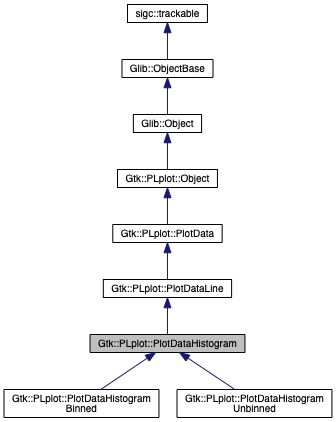 sigc::trackable
Glib::ObjectBase
Glib::Object
Gtk::PLplot::Object
Gtk::PLplot::PlotData
Gtk::PLplot::PlotDataLine
Gtk::PLplot::PlotDataHistogram
Gtk::PLplot::PlotDataHistogram
Binned
Gtk::PLplot::PlotDataHistogram
Unbinned